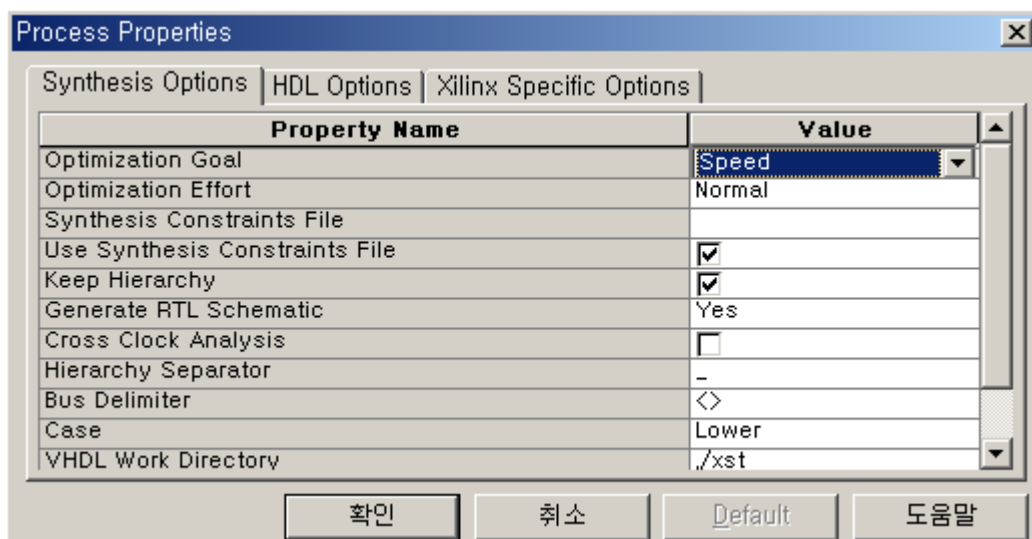 Process Properties
Synthesis Options HDL Options Xilinx Specific Options
Property Name Value
Optimization Goal Speed
Optimization Effort Normal
Synthesis Constraints File
Use Synthesis Constraints File
Keep Hierarchy
Generate RTL Schematic Yes
Cross Clock Analysis
Hierarchy Separator _
Bus Delimiter <>
Case Lower
VHDL Work Directory ./xst
확인 취소 Default 도움말